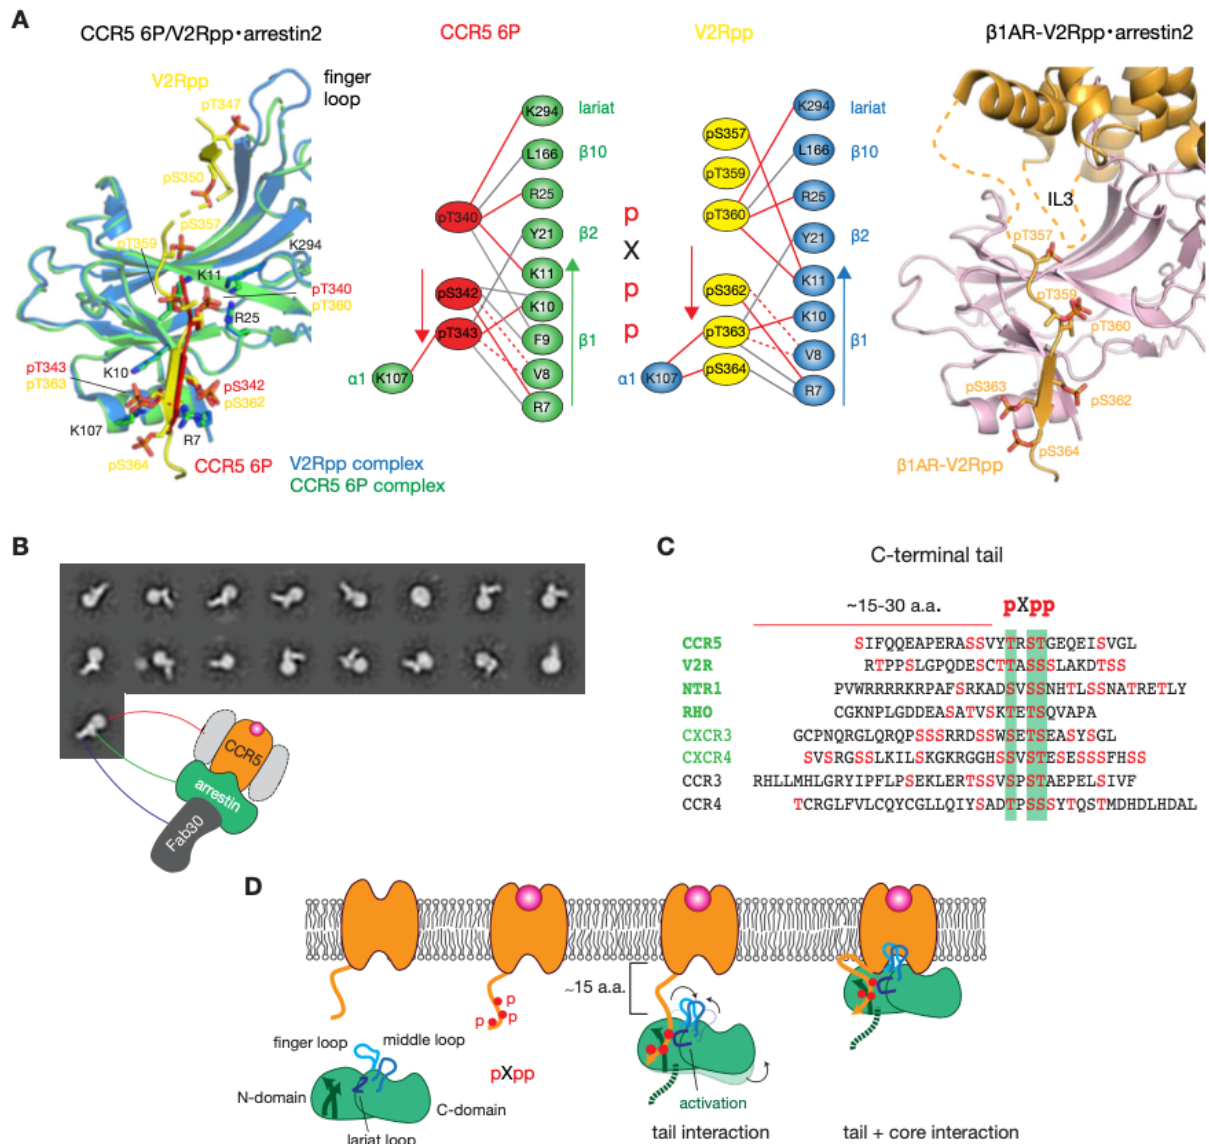 A
CCR5 6P/V2Rpp•arrestin2
CCR5 6P
V2Rpp
β1AR-V2Rpp•arrestin2
V2Rpp
finger
loop
pT347
pS350
pS357
pT359
K294
K11
pT340
pT360
R25
K10
pT343
pT363
pS342
pS362
K107
R7
pS364
CCR5 6P
V2Rpp complex
CCR5 6P complex
K294
lariat
L166
β10
R25
pT340
Y21
β2
K11
pS342
K10
pT343
F9
β1
V8
α1
K107
R7
p
X
p
p
K294
lariat
pS357
L166
β10
pT359
R25
pT360
Y21
β2
K11
pS362
K10
pT363
β1
V8
pS364
α1
K107
R7
IL3
pT357
pT359
pT360
pS363
pS362
pS364
β1AR-V2Rpp
B
CCR5
arrestin
Fab30
C
C-terminal tail
~15-30 a.a.
pXpp
CCR5 SIFQQEAPERASSVYTRSTGEQEISVGL
V2R RTPPSLGPQDESCTTASSSLAKDTSS
NTR1 PVWRRRRKRPAFSRKADSVSSNHTLSSNATRETLY
RHO CGKNPLGDDEASATVSKTETSQVAPA
CXCR3 GCPNQRGLQRQPSSSRRDSSWSETSEASYSGL
CXCR4 SVSRGSSLKILSKGKRGGHSSVSTESESSSFHSS
CCR3 RHLLMHLGRYIPFLPSEKLERTSSVSPSTAEPELSIVF
CCR4 TCRGLFVLCQYCGLLQIYSADTPSSSYTQSTMDHDLHDAL
D
~15 a.a.
p
p
p
finger loop
middle loop
pXpp
N-domain
C-domain
lariat loop
activation
tail interaction
tail + core interaction